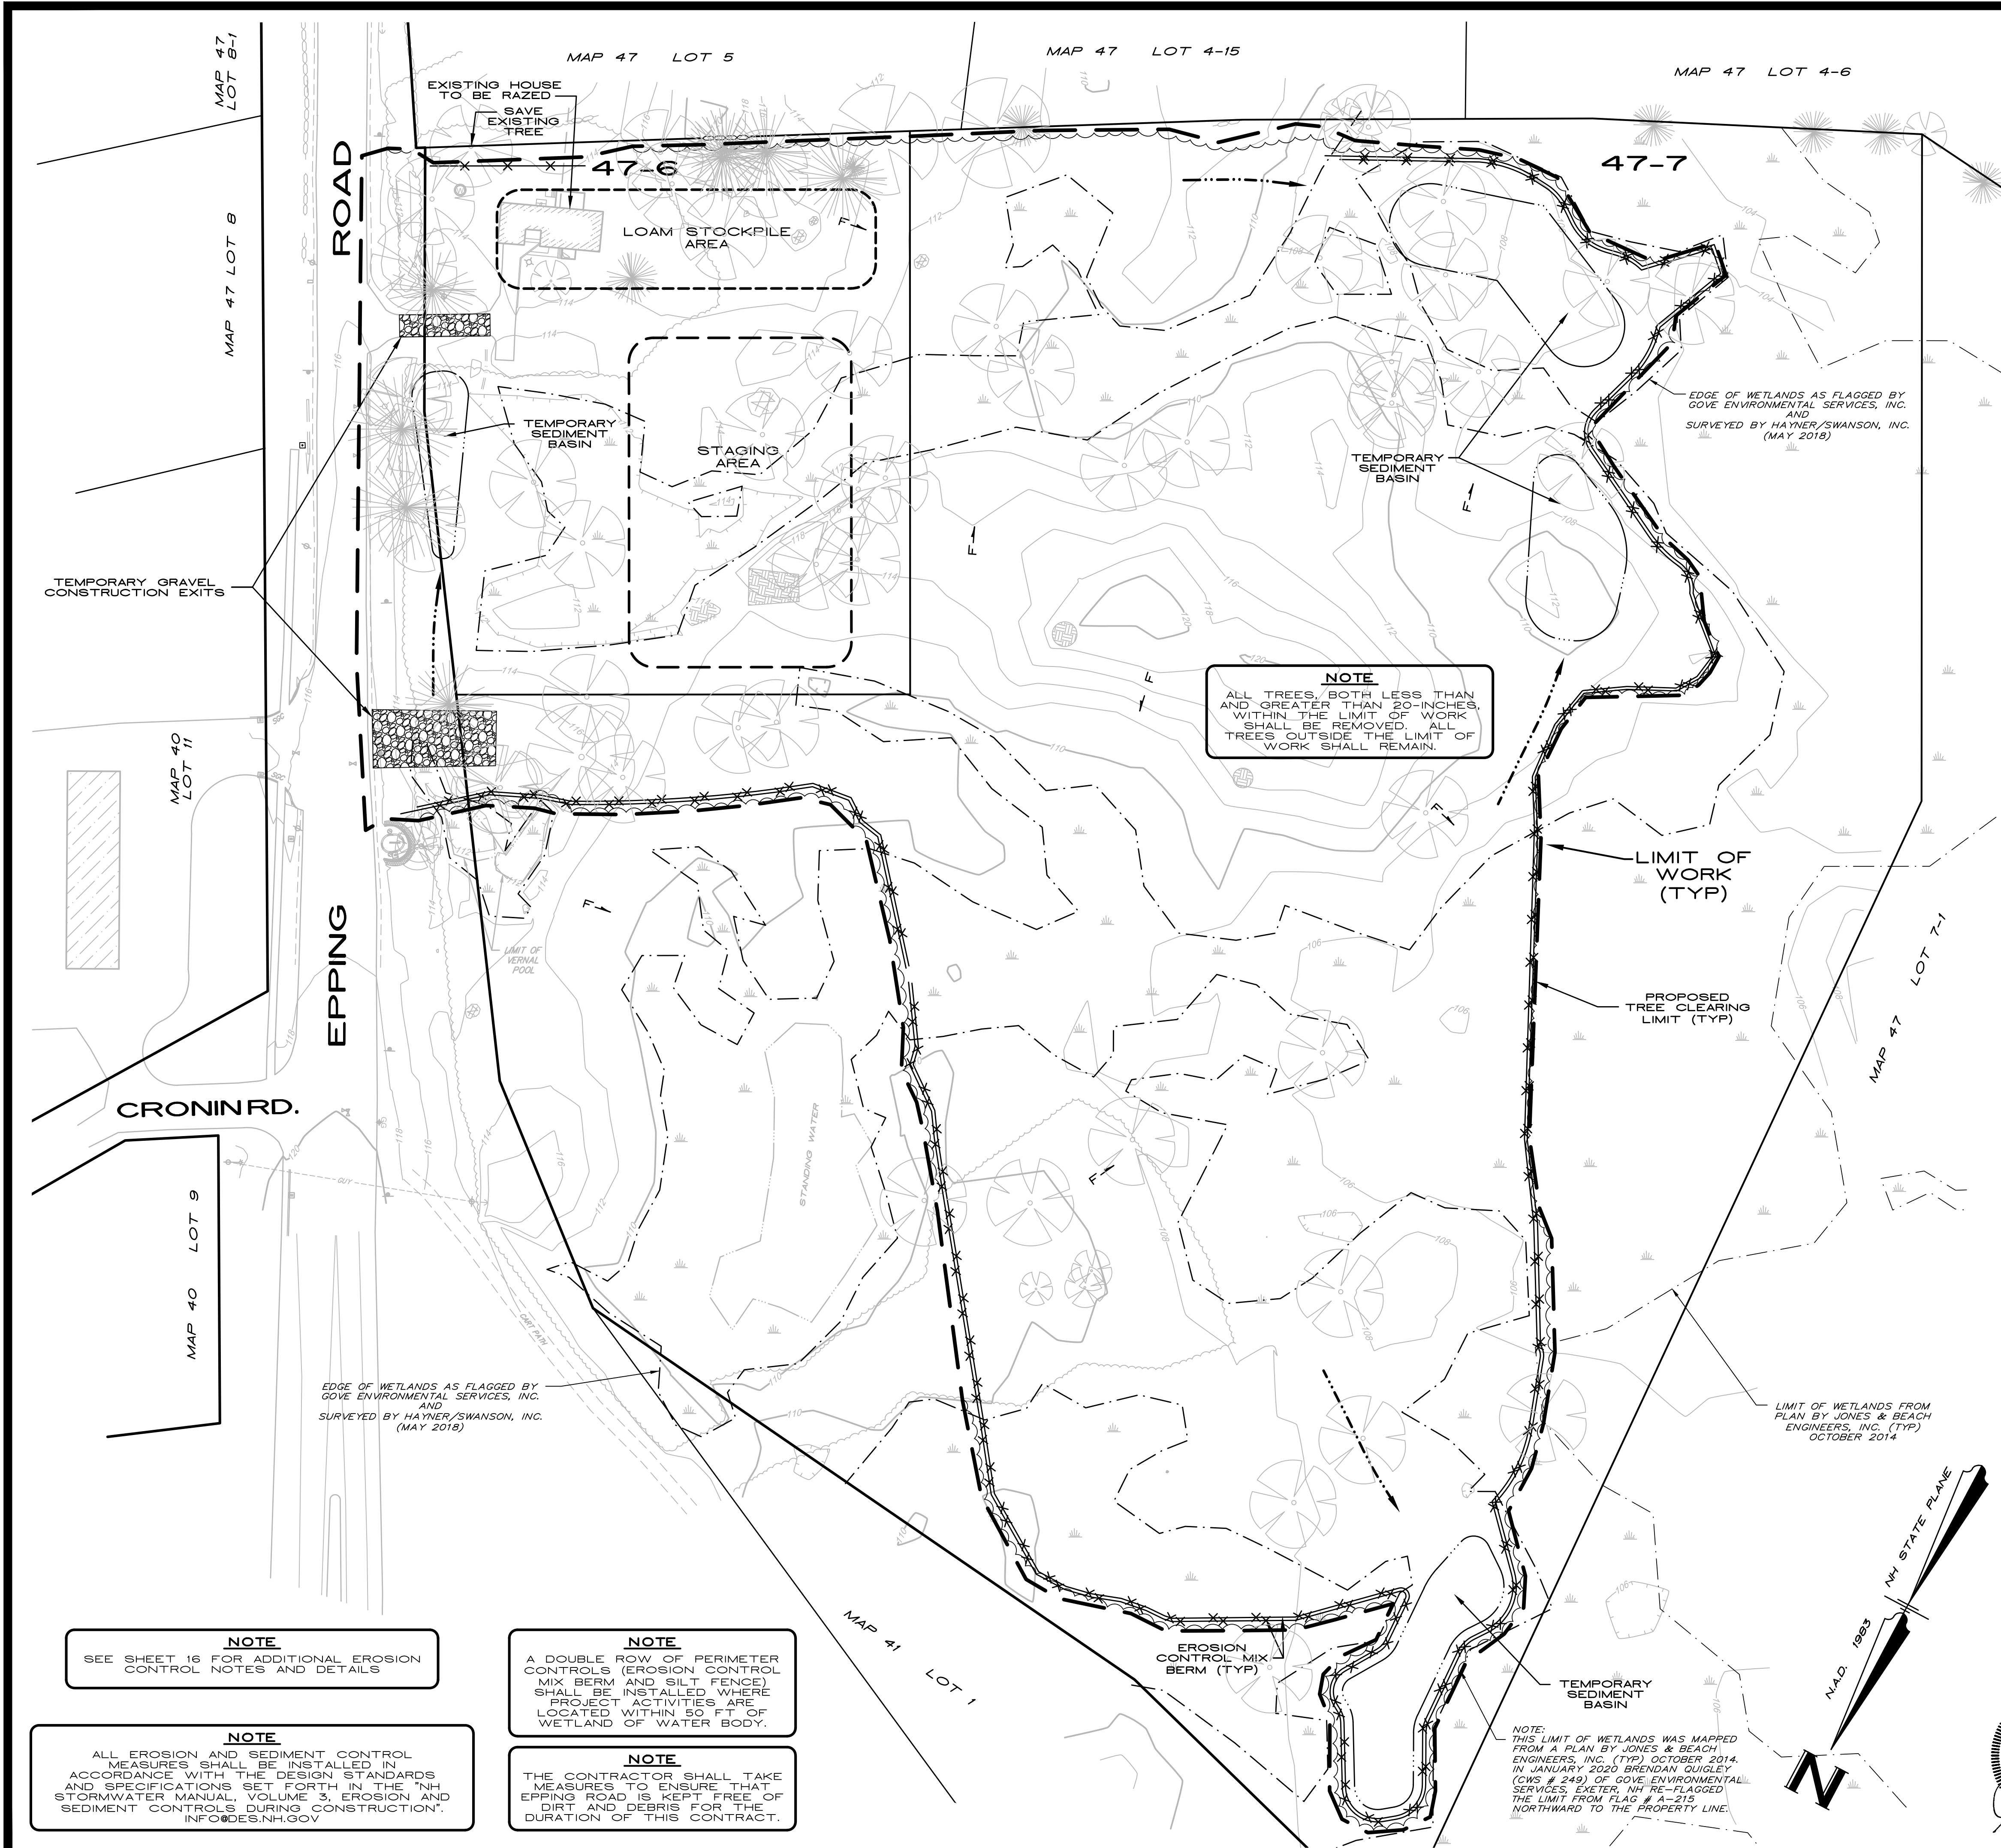 MAP 47
LOT 8-1
MAP 47 LOT 5
MAP 47 LOT 4-15
MAP 47 LOT 4-6
EXISTING HOUSE
TO BE RAZED
SAVE
EXISTING
TREE
47-6
47-7
ROAD
MAP 47 LOT 8
LOAM STOCKPILE
AREA
TEMPORARY
SEDIMENT
BASIN
STAGING
AREA
TEMPORARY
SEDIMENT
BASIN
EDGE OF WETLANDS AS FLAGGED BY
GOVE ENVIRONMENTAL SERVICES, INC.
AND
SURVEYED BY HAYNER/SWANSON, INC.
(MAY 2018)
TEMPORARY GRAVEL
CONSTRUCTION EXITS
NOTE
ALL TREES, BOTH LESS THAN
AND GREATER THAN 20-INCHES,
WITHIN THE LIMIT OF WORK
SHALL BE REMOVED. ALL
TREES OUTSIDE THE LIMIT OF
WORK SHALL REMAIN.
MAP 40
LOT 11
LIMIT OF
WORK
(TYP)
EPPING
LIMIT OF
VERNAL
POOL
PROPOSED
TREE CLEARING
LIMIT (TYP)
MAP 47 LOT 7-1
CRONIN RD.
STANDING WATER
GUY
MAP 40 LOT 9
CART PATH
EDGE OF WETLANDS AS FLAGGED BY
GOVE ENVIRONMENTAL SERVICES, INC.
AND
SURVEYED BY HAYNER/SWANSON, INC.
(MAY 2018)
LIMIT OF WETLANDS FROM
PLAN BY JONES & BEACH
ENGINEERS, INC. (TYP)
OCTOBER 2014
NH STATE PLANE
N.A.D. 1983
N
MAP 41 LOT 1
EROSION
CONTROL MIX
BERM (TYP)
TEMPORARY
SEDIMENT
BASIN
NOTE:
THIS LIMIT OF WETLANDS WAS MAPPED
FROM A PLAN BY JONES & BEACH
ENGINEERS, INC. (TYP) OCTOBER 2014.
IN JANUARY 2020 BRENDAN QUIGLEY
(CWS # 249) OF GOVE ENVIRONMENTAL
SERVICES, EXETER, NH RE-FLAGGED
THE LIMIT FROM FLAG # A-215
NORTHWARD TO THE PROPERTY LINE.
NOTE
SEE SHEET 16 FOR ADDITIONAL EROSION
CONTROL NOTES AND DETAILS
NOTE
A DOUBLE ROW OF PERIMETER
CONTROLS (EROSION CONTROL
MIX BERM AND SILT FENCE)
SHALL BE INSTALLED WHERE
PROJECT ACTIVITIES ARE
LOCATED WITHIN 50 FT OF
WETLAND OF WATER BODY.
NOTE
ALL EROSION AND SEDIMENT CONTROL
MEASURES SHALL BE INSTALLED IN
ACCORDANCE WITH THE DESIGN STANDARDS
AND SPECIFICATIONS SET FORTH IN THE "NH
STORMWATER MANUAL, VOLUME 3, EROSION AND
SEDIMENT CONTROLS DURING CONSTRUCTION".
INFO@DES.NH.GOV
NOTE
THE CONTRACTOR SHALL TAKE
MEASURES TO ENSURE THAT
EPPING ROAD IS KEPT FREE OF
DIRT AND DEBRIS FOR THE
DURATION OF THIS CONTRACT.